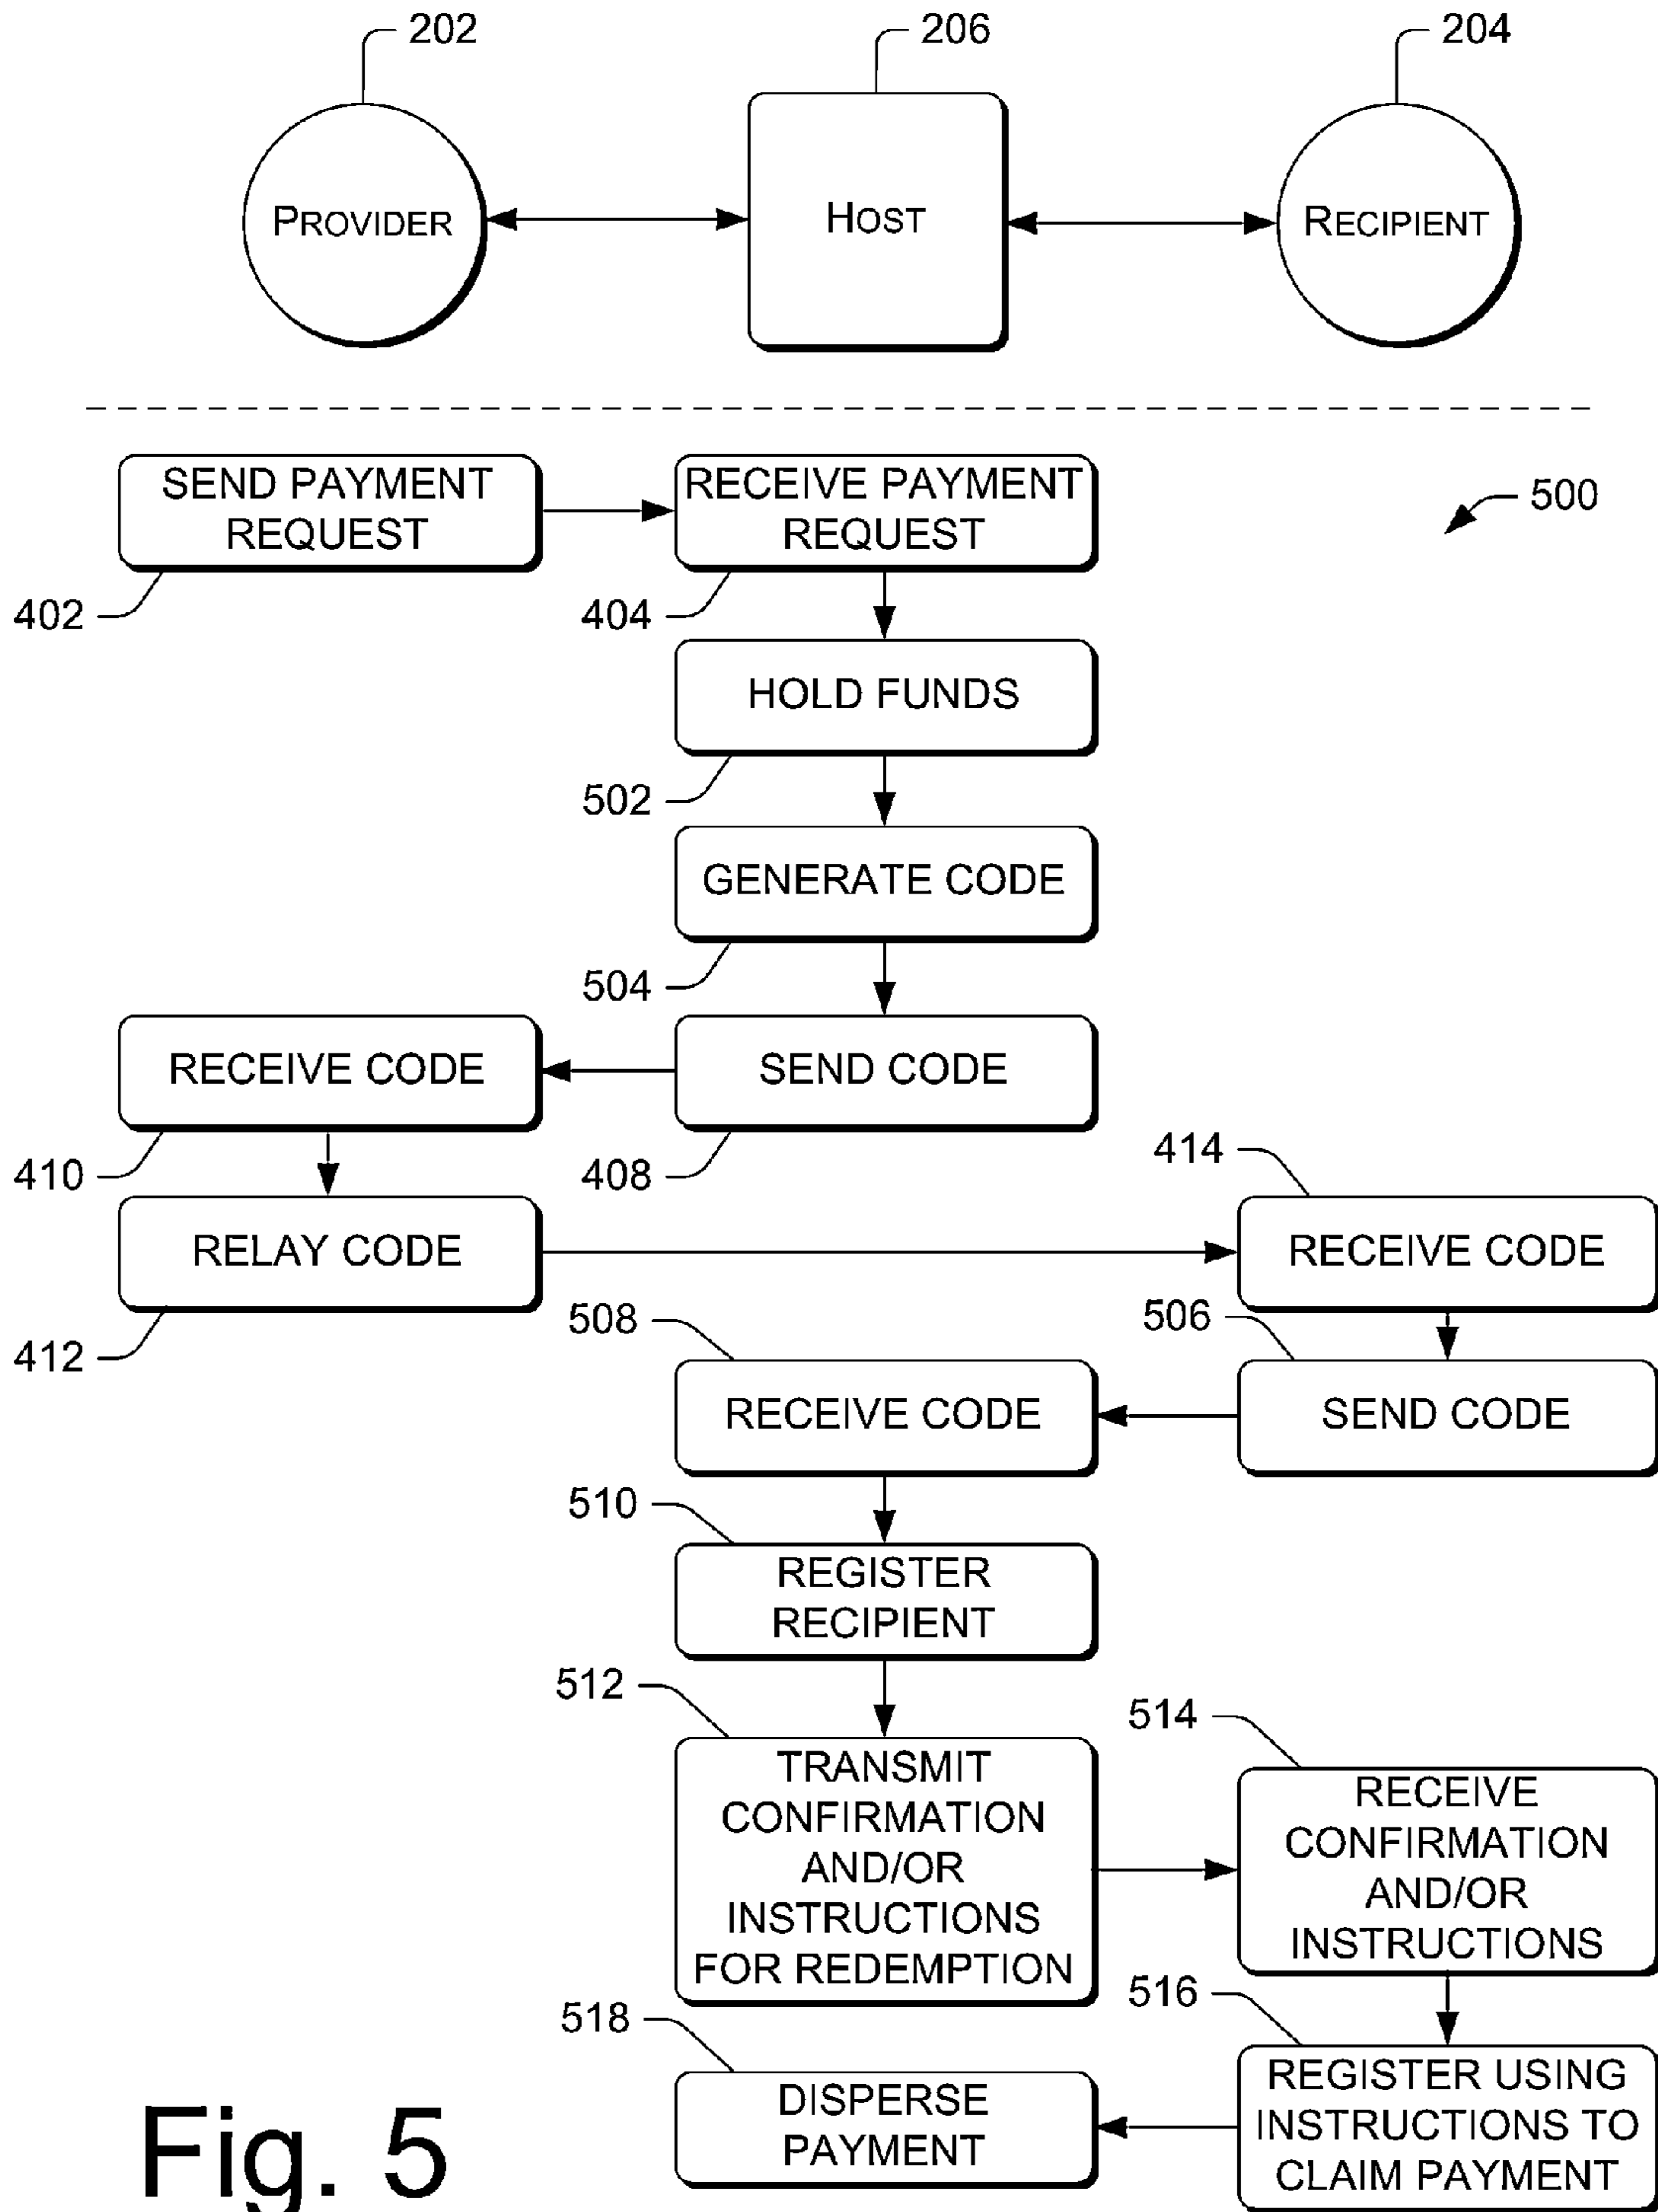 202
206
204
PROVIDER
HOST
RECIPIENT
SEND PAYMENT
REQUEST
RECEIVE PAYMENT
REQUEST
500
402
404
HOLD FUNDS
502
GENERATE CODE
504
RECEIVE CODE
SEND CODE
410
408
414
RELAY CODE
RECEIVE CODE
412
508
506
RECEIVE CODE
SEND CODE
510
REGISTER
RECIPIENT
512
514
TRANSMIT
CONFIRMATION
AND/OR
INSTRUCTIONS
FOR REDEMPTION
RECEIVE
CONFIRMATION
AND/OR
INSTRUCTIONS
518
516
DISPERSE
PAYMENT
REGISTER USING
INSTRUCTIONS TO
CLAIM PAYMENT
Fig. 5